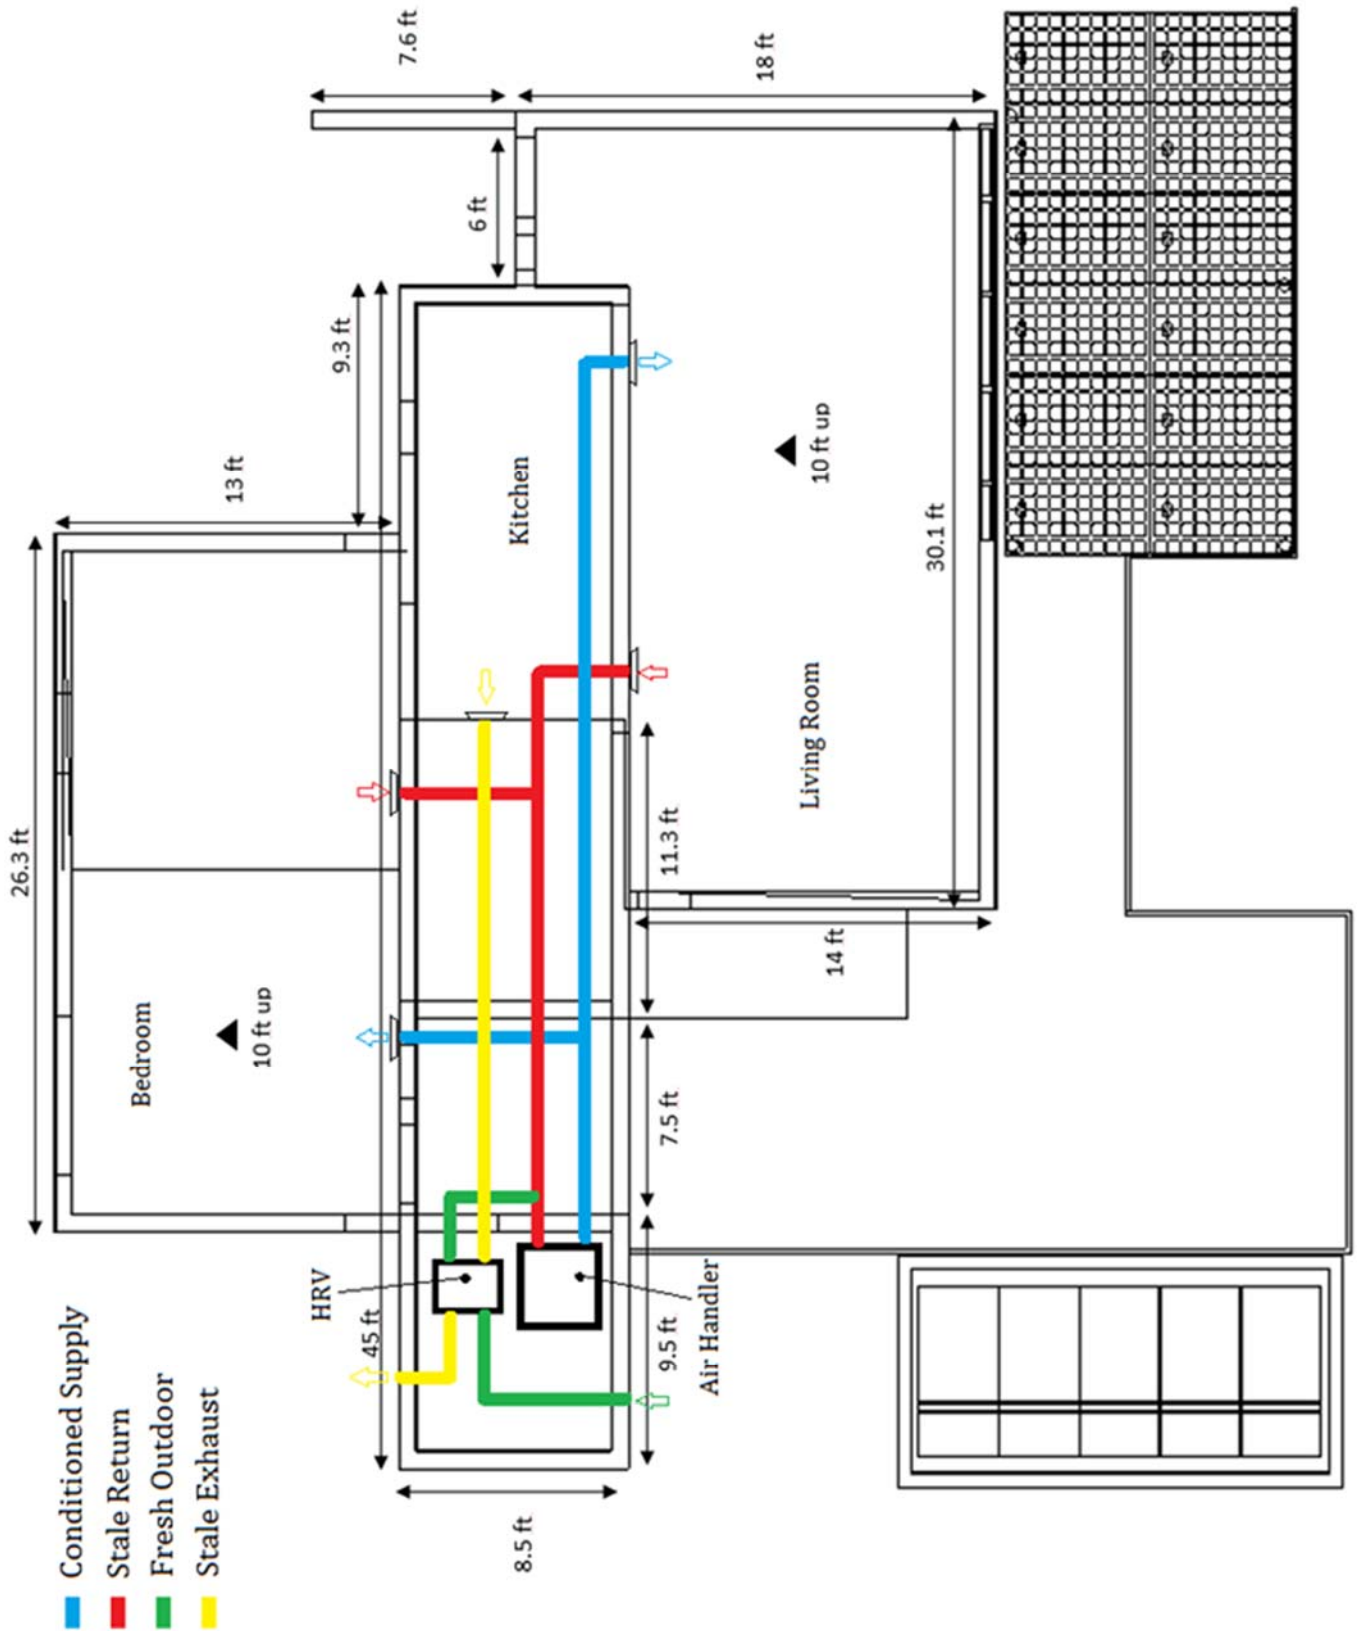 Conditioned Supply
Stale Return
Fresh Outdoor
Stale Exhaust
26.3 ft
13 ft
9.3 ft
7.6 ft
6 ft
18 ft
Bedroom
10 ft up
HRV
45 ft
8.5 ft
Kitchen
9.5 ft
7.5 ft
11.3 ft
Air Handler
Living Room
10 ft up
14 ft
30.1 ft